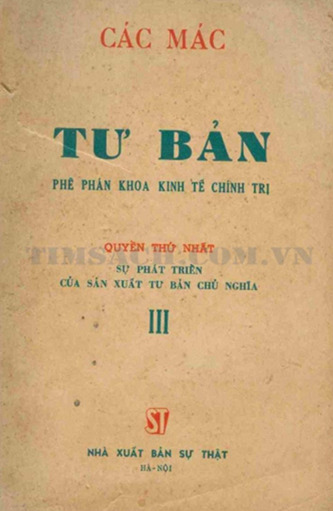 CÁC MÁC
TƯ BẢN
PHÊ PHÁN KHOA KINH TẾ CHÍNH TRỊ
QUYỂN THỨ NHẤT
TIMSACH.COM.VN
SỰ PHÁT TRIỂN
CỦA SẢN XUẤT TƯ BẢN CHỦ NGHĨA
III
ST
NHÀ XUẤT BẢN SỰ THẬT
HÀ-NỘI